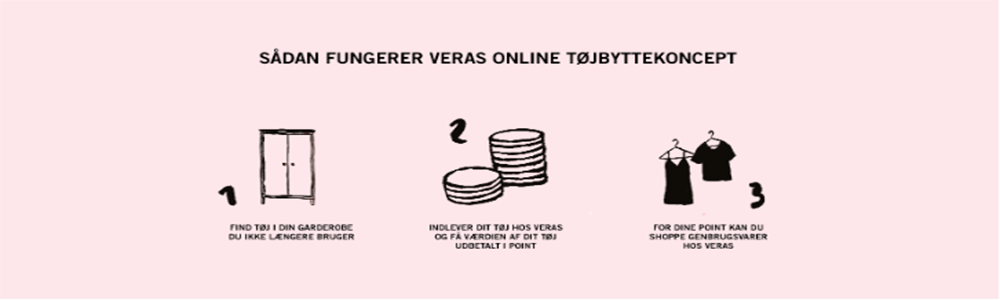 SÅDAN FUNGERER VERAS ONLINE TØJBYTTEKONCEPT
1
FIND TØJ I DIN GARDEROBE
DU IKKE LÆNGERE BRUGER
2
INDLEVER DIT TØJ HOS VERAS
OG FÅ VÆRDIEN AF DIT TØJ
UDBETALT I POINT
3
FOR DINE POINT KAN DU
SHOPPE GENBRUGSVARER
HOS VERAS